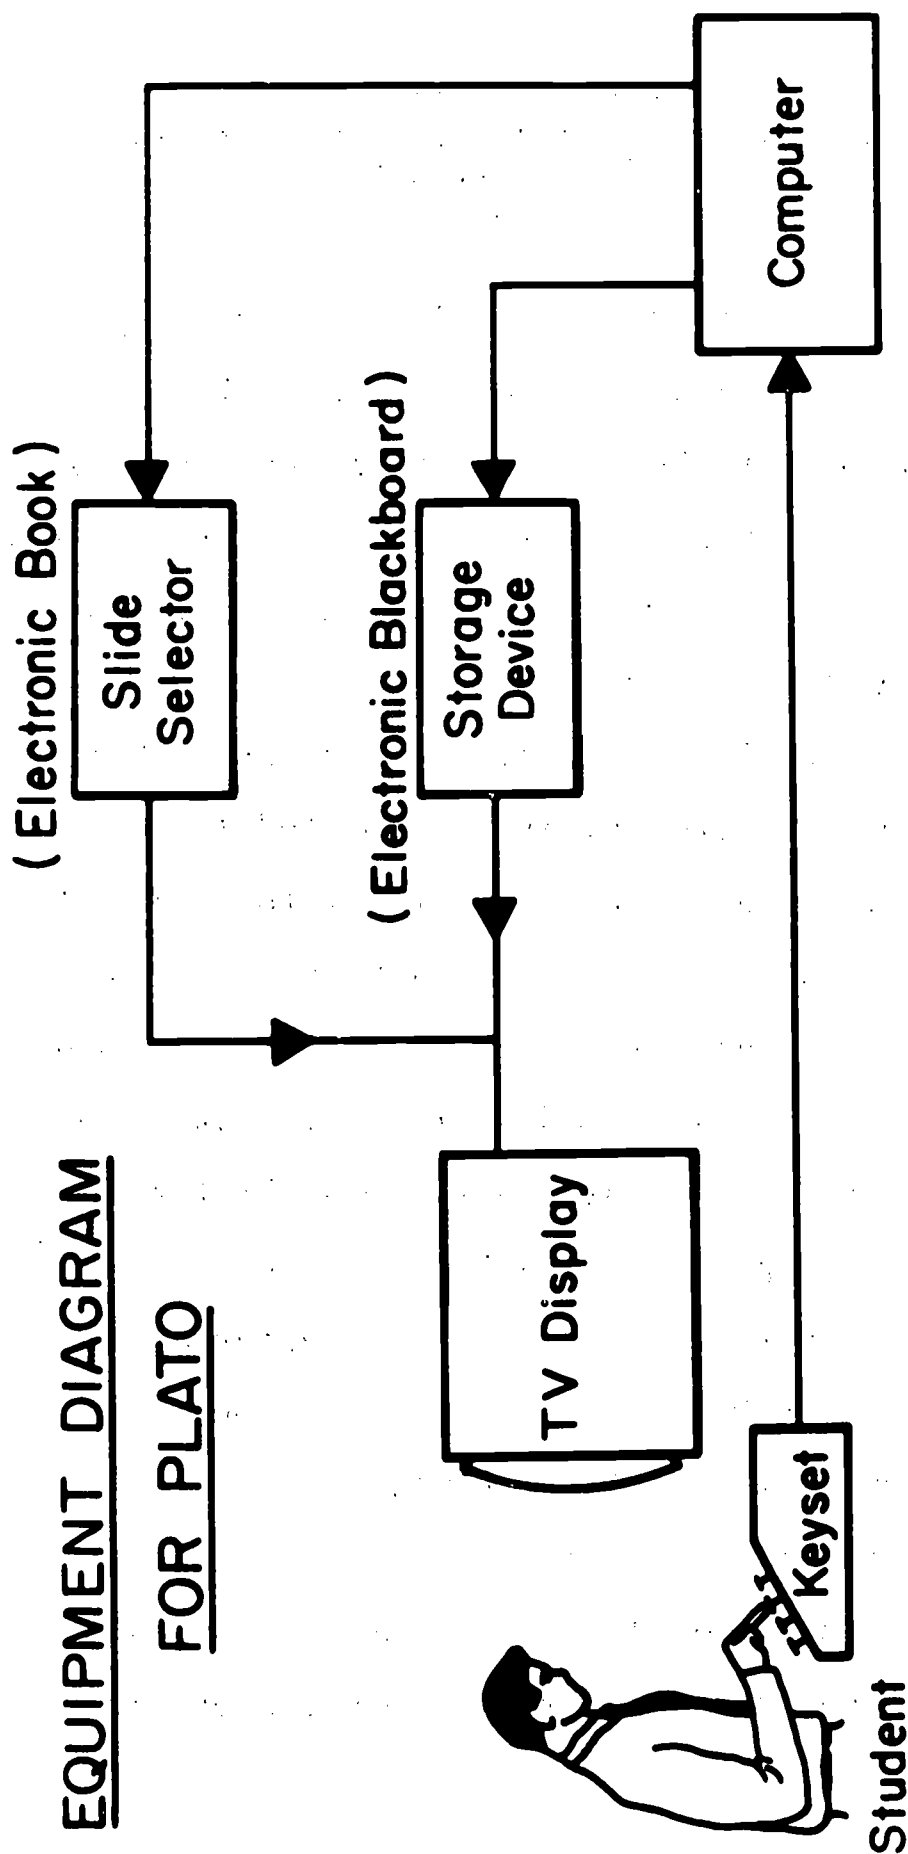 EQUIPMENT DIAGRAM
FOR PLATO
(Electronic Book)
Slide
Selector
(Electronic Blackboard)
Storage
Device
TV Display
Computer
Keyset
Student